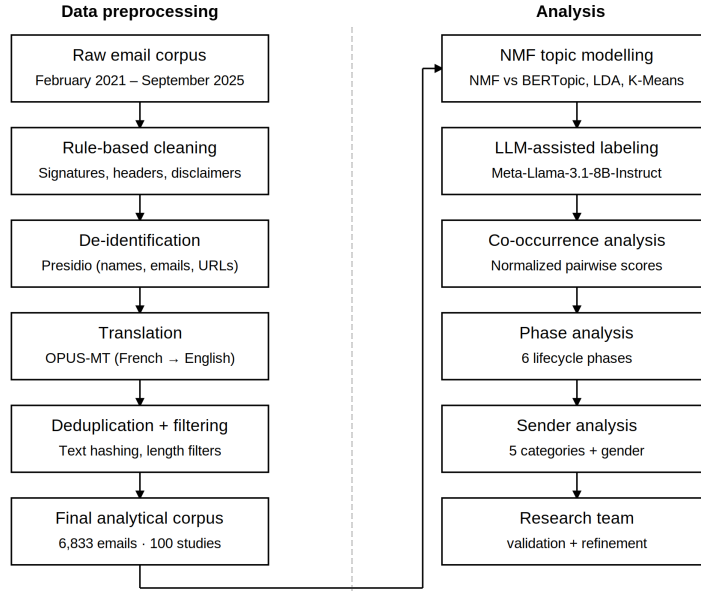 Data preprocessing
Raw email corpus
February 2021 – September 2025
Rule-based cleaning
Signatures, headers, disclaimers
De-identification
Presidio (names, emails, URLs)
Translation
OPUS-MT (French → English)
Deduplication + filtering
Text hashing, length filters
Final analytical corpus
6,833 emails · 100 studies
Analysis
NMF topic modelling
NMF vs BERTopic, LDA, K-Means
LLM-assisted labeling
Meta-Llama-3.1-8B-Instruct
Co-occurrence analysis
Normalized pairwise scores
Phase analysis
6 lifecycle phases
Sender analysis
5 categories + gender
Research team
validation + refinement